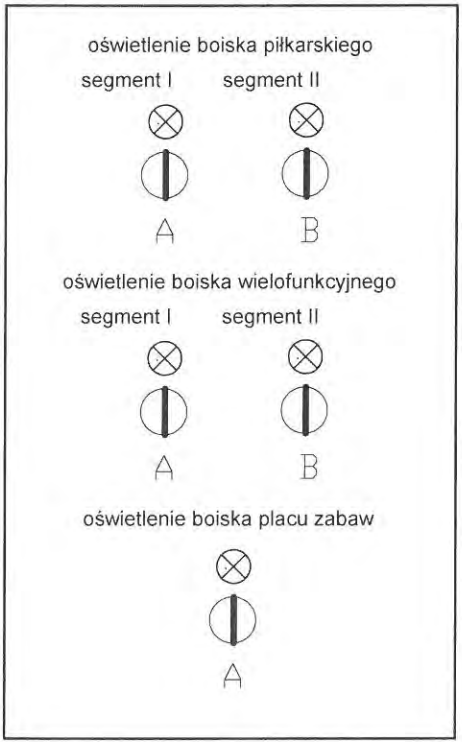 oświetlenie boiska piłkarskiego
segment I segment II
A B
oświetlenie boiska wielofunkcyjnego
segment I segment II
A B
oświetlenie boiska placu zabaw
A